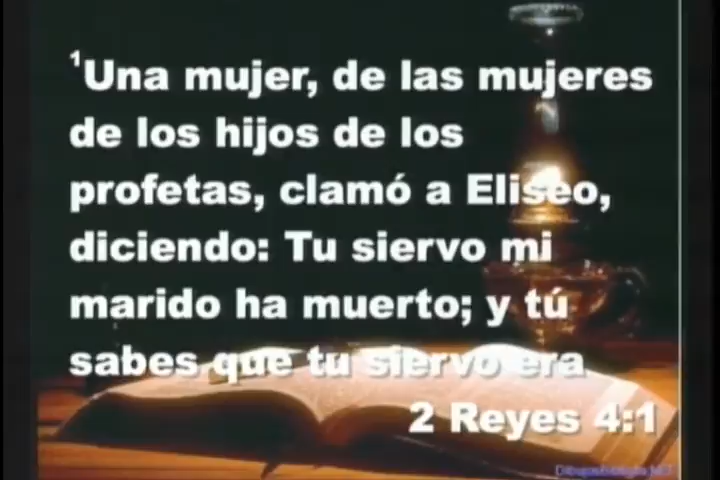 ¹Una mujer, de las mujeres
de los hijos de los
profetas, clamó a Eliseo,
diciendo: Tu siervo mi
marido ha muerto; y tú
sabes que tu siervo era
2 Reyes 4:1